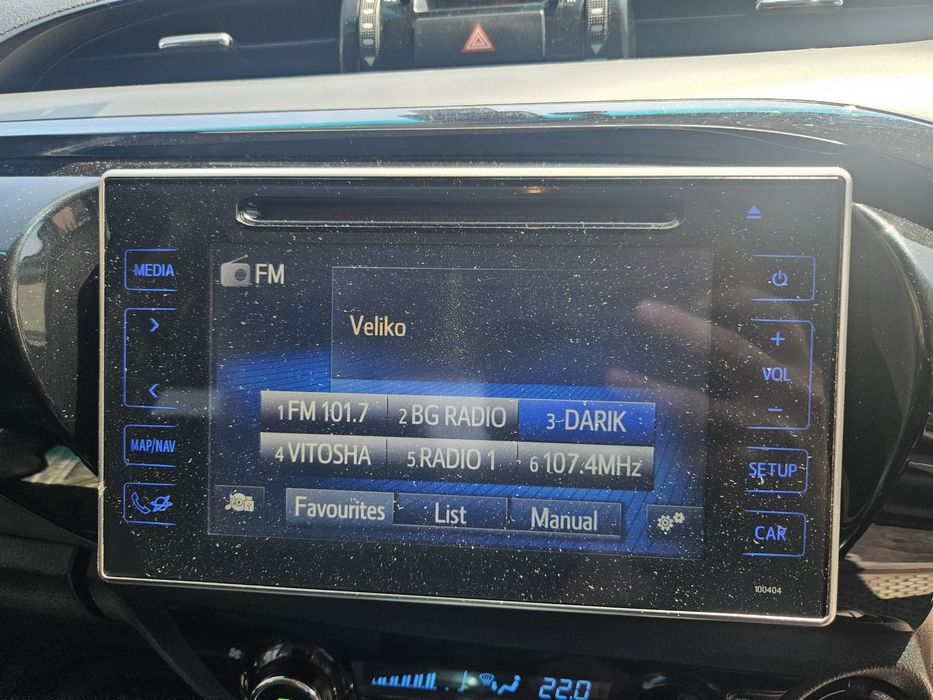 MEDIA
FM
Veliko
VOL
1 FM 101.7 2 BG RADIO 3-DARIK
4 VITOSHA 5 RADIO 1 6 107.4MHz
MAP/NAV
SETUP
Favourites List Manual
CAR
100404
22.0